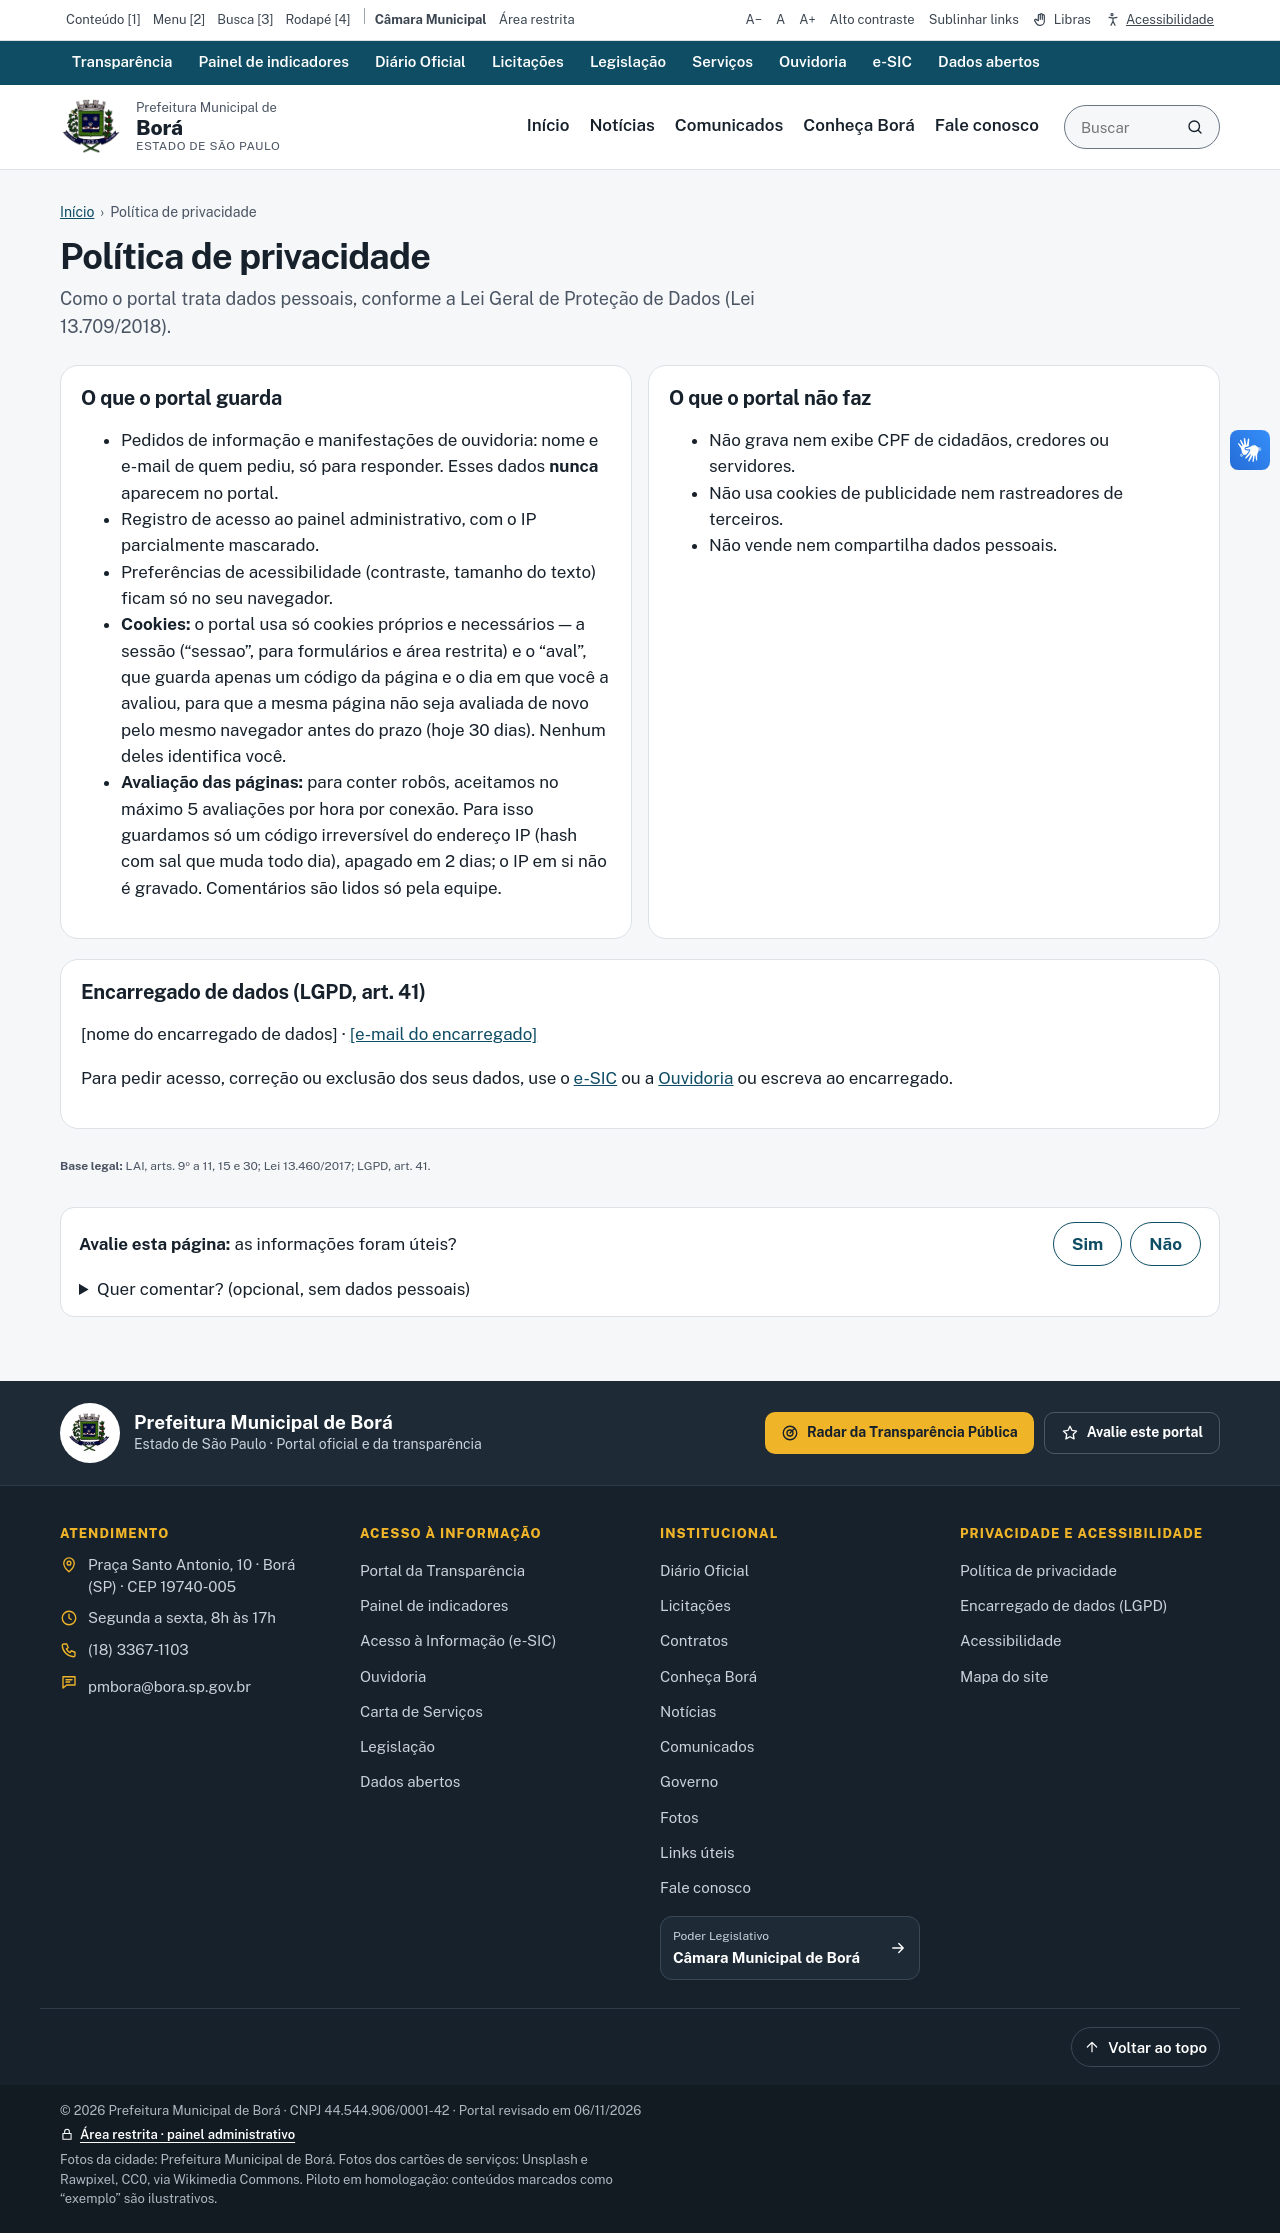 Conteúdo [1] Menu [2] Busca [3] Rodapé [4] Câmara Municipal Área restrita A− A A+ Alto contraste Sublinhar links Libras Acessibilidade
Transparência Painel de indicadores Diário Oficial Licitações Legislação Serviços Ouvidoria e-SIC Dados abertos
Prefeitura Municipal de
Borá
ESTADO DE SÃO PAULO
Início Notícias Comunicados Conheça Borá Fale conosco Buscar
Início › Política de privacidade
Política de privacidade
Como o portal trata dados pessoais, conforme a Lei Geral de Proteção de Dados (Lei
13.709/2018).
O que o portal guarda
• Pedidos de informação e manifestações de ouvidoria: nome e
e-mail de quem pediu, só para responder. Esses dados nunca
aparecem no portal.
• Registro de acesso ao painel administrativo, com o IP
parcialmente mascarado.
• Preferências de acessibilidade (contraste, tamanho do texto)
ficam só no seu navegador.
• Cookies: o portal usa só cookies próprios e necessários — a
sessão (“sessao”, para formulários e área restrita) e o “aval”,
que guarda apenas um código da página e o dia em que você a
avaliou, para que a mesma página não seja avaliada de novo
pelo mesmo navegador antes do prazo (hoje 30 dias). Nenhum
deles identifica você.
• Avaliação das páginas: para conter robôs, aceitamos no
máximo 5 avaliações por hora por conexão. Para isso
guardamos só um código irreversível do endereço IP (hash
com sal que muda todo dia), apagado em 2 dias; o IP em si não
é gravado. Comentários são lidos só pela equipe.
O que o portal não faz
• Não grava nem exibe CPF de cidadãos, credores ou
servidores.
• Não usa cookies de publicidade nem rastreadores de
terceiros.
• Não vende nem compartilha dados pessoais.
Encarregado de dados (LGPD, art. 41)
[nome do encarregado de dados] · [e-mail do encarregado]
Para pedir acesso, correção ou exclusão dos seus dados, use o e-SIC ou a Ouvidoria ou escreva ao encarregado.
Base legal: LAI, arts. 9º a 11, 15 e 30; Lei 13.460/2017; LGPD, art. 41.
Avalie esta página: as informações foram úteis? Sim Não
Quer comentar? (opcional, sem dados pessoais)
Prefeitura Municipal de Borá
Estado de São Paulo · Portal oficial e da transparência
Radar da Transparência Pública Avalie este portal
ATENDIMENTO
Praça Santo Antonio, 10 · Borá
(SP) · CEP 19740-005
Segunda a sexta, 8h às 17h
(18) 3367-1103
pmbora@bora.sp.gov.br
ACESSO À INFORMAÇÃO
Portal da Transparência
Painel de indicadores
Acesso à Informação (e-SIC)
Ouvidoria
Carta de Serviços
Legislação
Dados abertos
INSTITUCIONAL
Diário Oficial
Licitações
Contratos
Conheça Borá
Notícias
Comunicados
Governo
Fotos
Links úteis
Fale conosco
Poder Legislativo
Câmara Municipal de Borá
PRIVACIDADE E ACESSIBILIDADE
Política de privacidade
Encarregado de dados (LGPD)
Acessibilidade
Mapa do site
Voltar ao topo
© 2026 Prefeitura Municipal de Borá · CNPJ 44.544.906/0001-42 · Portal revisado em 06/11/2026
Área restrita · painel administrativo
Fotos da cidade: Prefeitura Municipal de Borá. Fotos dos cartões de serviços: Unsplash e
Rawpixel, CC0, via Wikimedia Commons. Piloto em homologação: conteúdos marcados como
“exemplo” são ilustrativos.